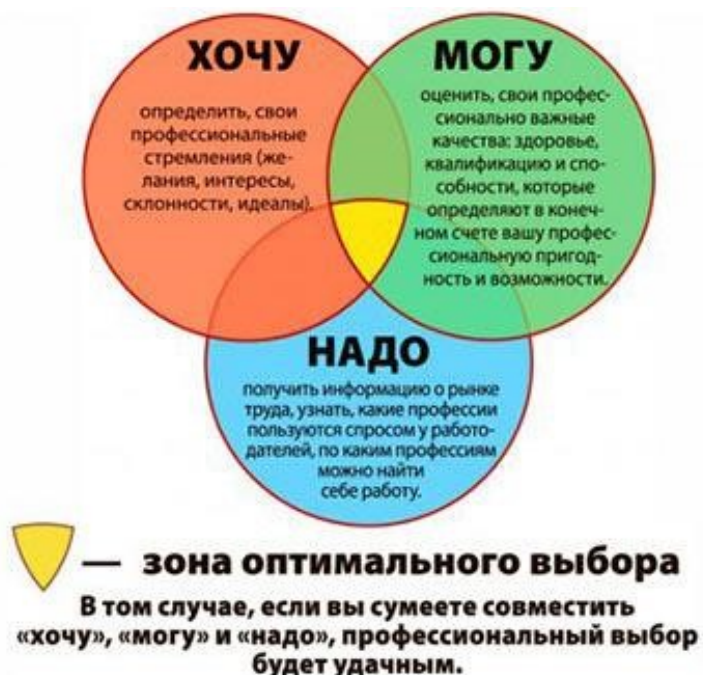 ХОЧУ
определить, свои
профессиональные
стремления (же-
лания, интересы,
склонности, идеалы).
МОГУ
оценить, свои профес-
сионально важные
качества: здоровье,
квалификацию и спо-
собности, которые
определяют в конеч-
ном счете вашу профес-
сиональную пригод-
ность и возможности.
НАДО
получить информацию о рынке
труда, узнать, какие профессии
пользуются спросом у работо-
дателей, по каким профессиям
можно найти
себе работу.
— зона оптимального выбора
В том случае, если вы сумеете совместить
«хочу», «могу» и «надо», профессиональный выбор
будет удачным.